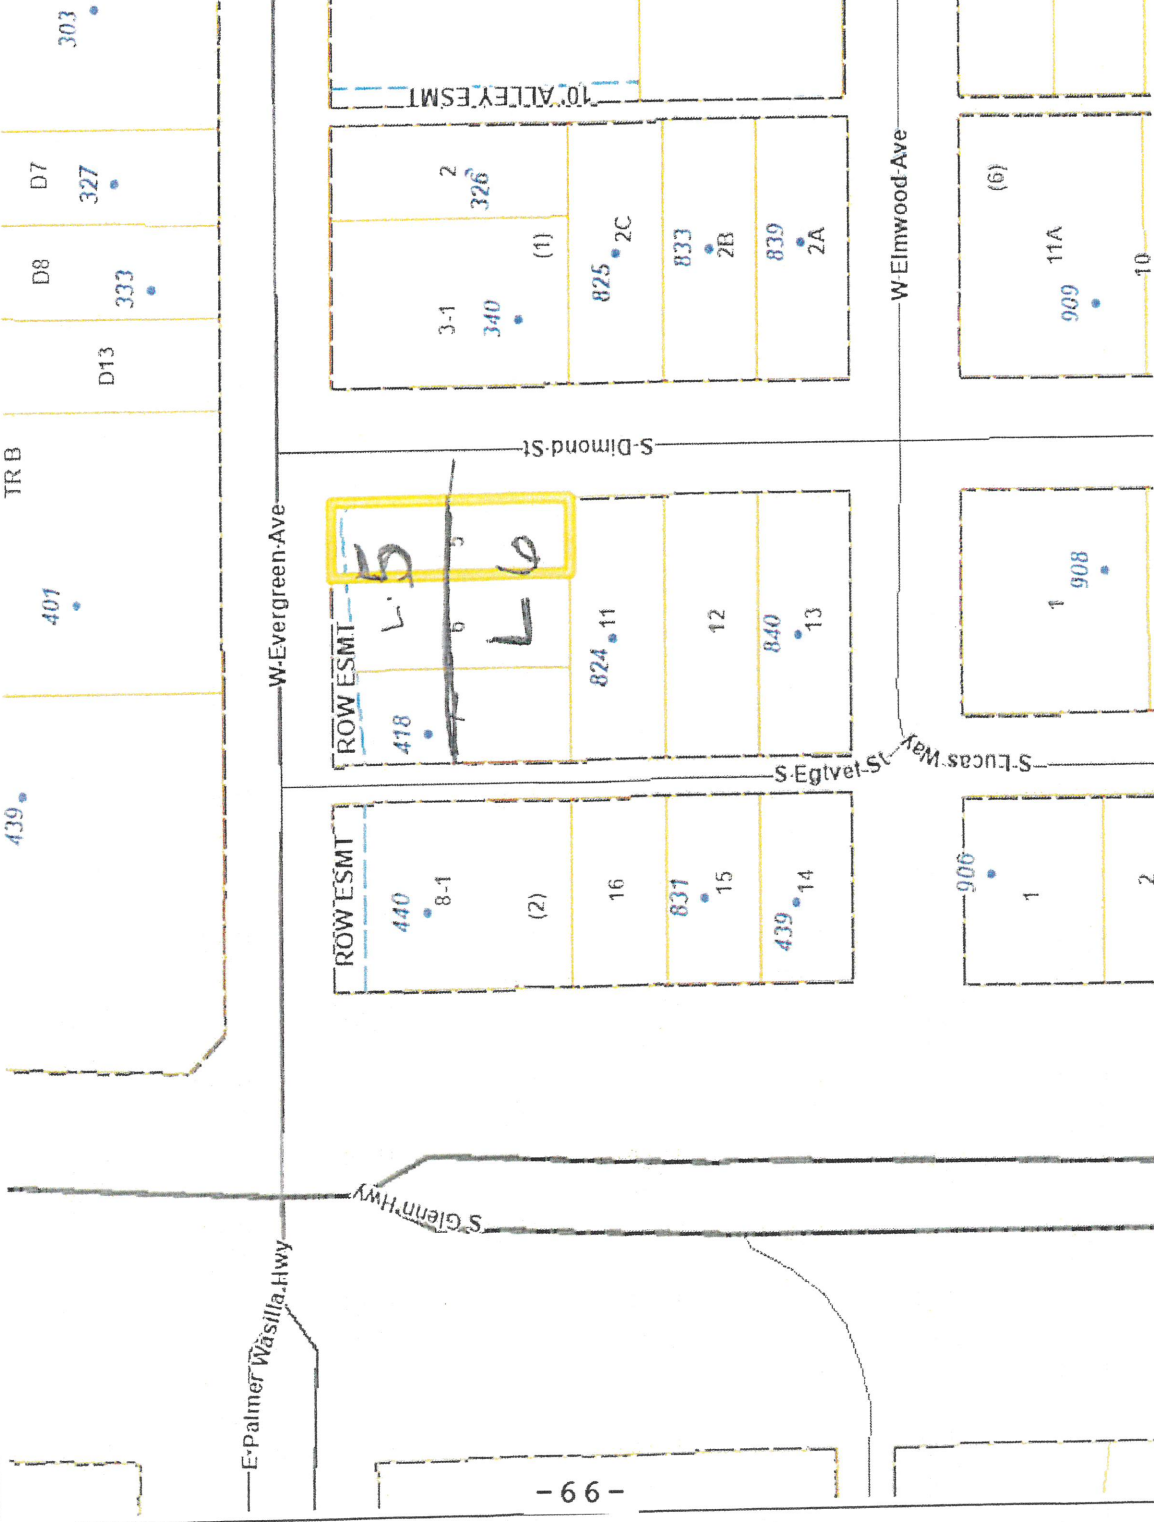 303
D7
327
D8
333
D13
TR B
401
439
W Evergreen Ave
10' ALLEY ESMT
2
326
(1)
3-1
340
825
2C
833
2B
839
2A
W Elmwood Ave
(6)
11A
909
10
S Dimond St
ROW ESMT
L-5
5
L-6
6
418
7
11
824
12
840
13
1
908
S Egtvet St
S Lucas Way
ROW ESMT
440
8-1
(2)
16
831
15
439
14
906
1
2
S Glenn Hwy
E Palmer Wasilla Hwy
-99-